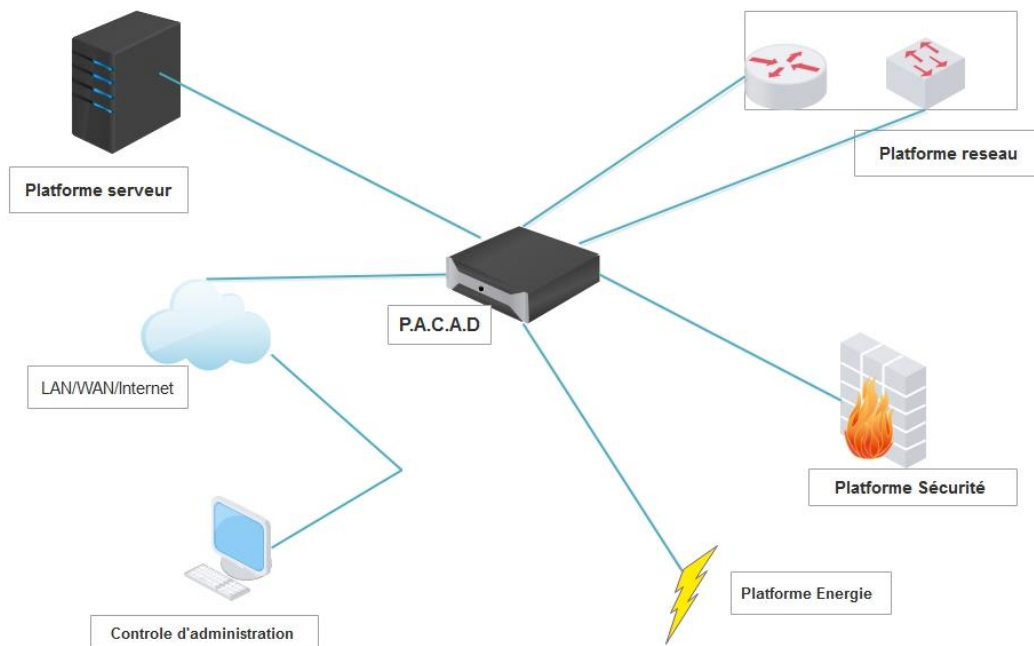 Platforme serveur
Platforme reseau
P.A.C.A.D
LAN/WAN/Internet
Platforme Sécurité
Platforme Energie
Controle d'administration